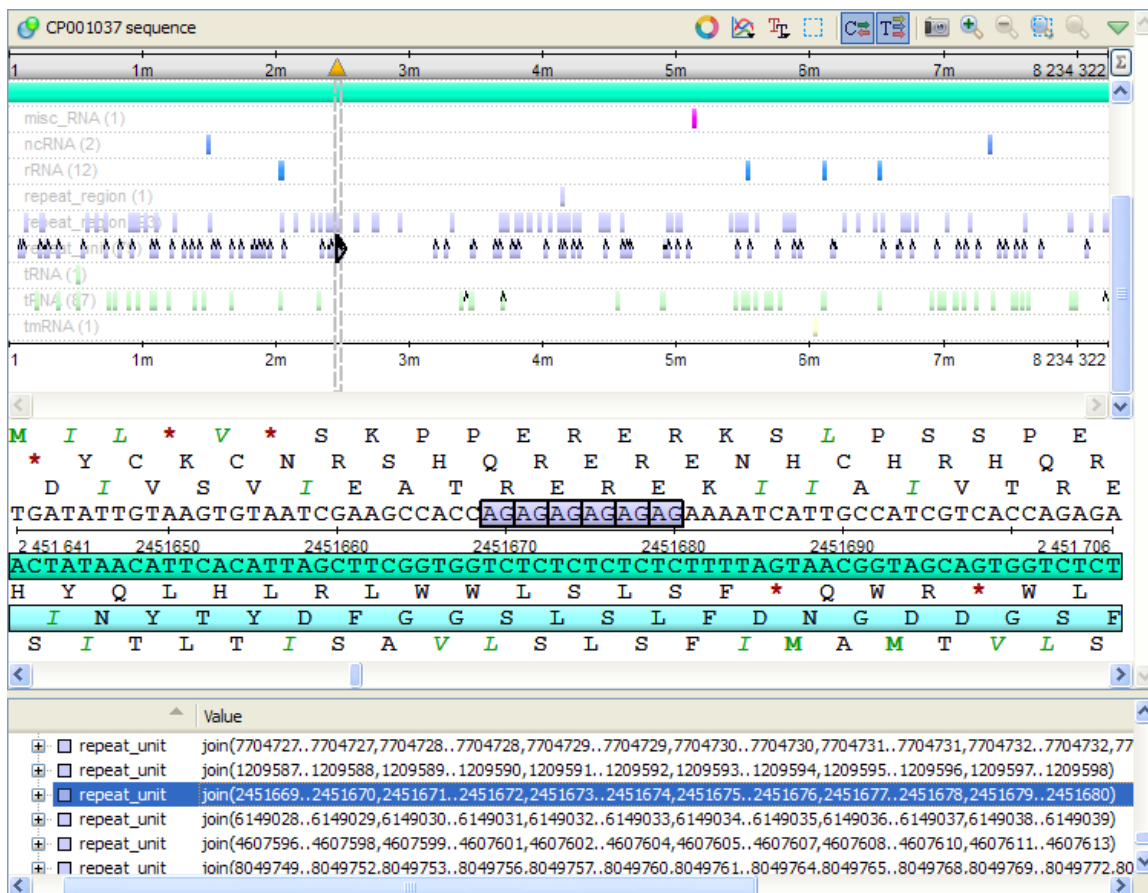 CP001037 sequence
1 1m 2m 3m 4m 5m 6m 7m 8 234 322
misc_RNA (1)
ncRNA (2)
rRNA (12)
repeat_region (1)
tRNA (1)
tRNA (87)
tmRNA (1)
1 1m 2m 3m 4m 5m 6m 7m 8 234 322
M I L * V * S K P P E R E R K S L P S S P E
* Y C K C N R S H Q R E R E N H C H R H Q R
D I V S V I E A T R E R E K I I A I V T R E
TGATATTGTAAGTGTAATCGAAGCCACCAGAGAGAGAGAGAAAATCATTGCCATCGTCACCAGAGA
2 451 641 2451650 2451660 2451670 2451680 2451690 2 451 706
ACTATAACATTCACATTAGCTTCGGTGGTCTCTCTCTCTCTTTTAGTAACGGTAGCAGTGGTCTCT
H Y Q L H L R L W W L S L S F * Q W R * W L
I N Y T Y D F G G S L S L F D N G D D G S F
S I T L T I S A V L S L S F I M A M T V L S
Value
repeat_unit join(7704727..7704727,7704728..7704728,7704729..7704729,7704730..7704730,7704731..7704731,7704732..7704732,77
repeat_unit join(1209587..1209588,1209589..1209590,1209591..1209592,1209593..1209594,1209595..1209596,1209597..1209598)
repeat_unit join(2451669..2451670,2451671..2451672,2451673..2451674,2451675..2451676,2451677..2451678,2451679..2451680)
repeat_unit join(6149028..6149029,6149030..6149031,6149032..6149033,6149034..6149035,6149036..6149037,6149038..6149039)
repeat_unit join(4607596..4607598,4607599..4607601,4607602..4607604,4607605..4607607,4607608..4607610,4607611..4607613)
repeat_unit join(8049749..8049752,8049753..8049756,8049757..8049760,8049761..8049764,8049765..8049768,8049769..8049772,80